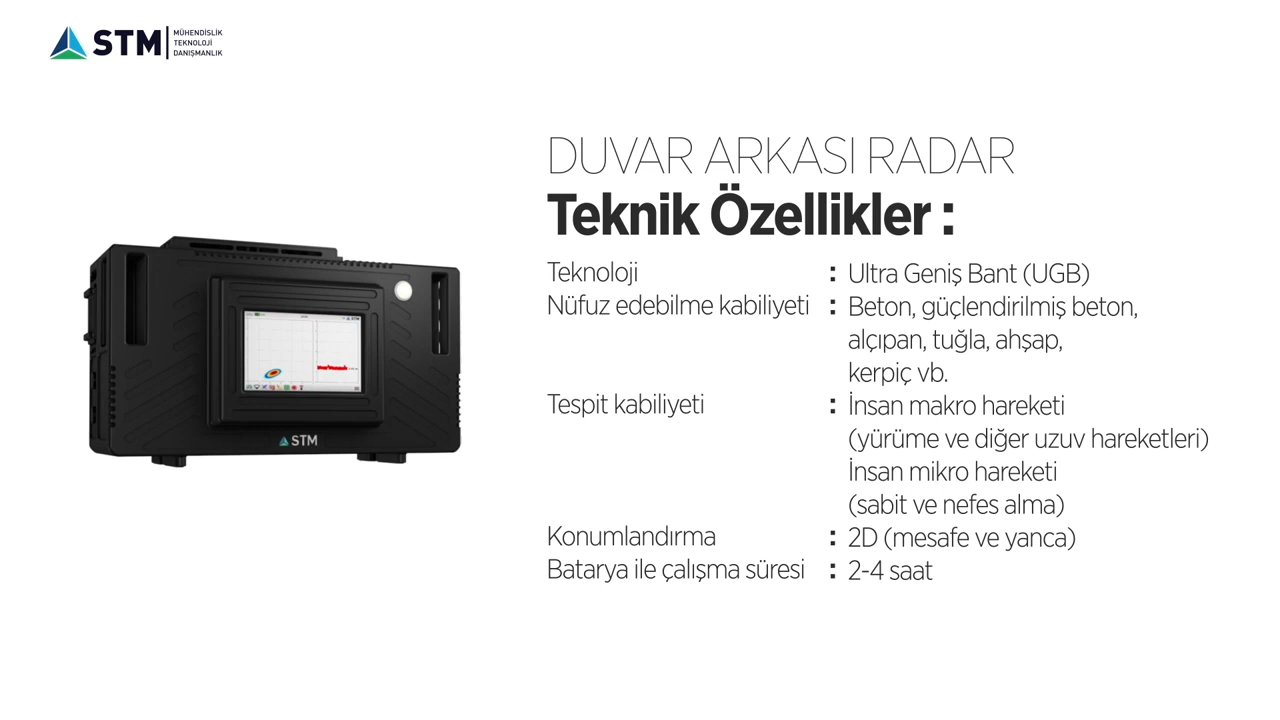 STM
MÜHENDİSLİK
TEKNOLOJİ
DANIŞMANLIK
DUVAR ARKASI RADAR
Teknik Özellikler :
Teknoloji : Ultra Geniş Bant (UGB)
Nüfuz edebilme kabiliyeti : Beton, güçlendirilmiş beton,
alçıpan, tuğla, ahşap,
kerpiç vb.
Tespit kabiliyeti : İnsan makro hareketi
(yürüme ve diğer uzuv hareketleri)
İnsan mikro hareketi
(sabit ve nefes alma)
Konumlandırma : 2D (mesafe ve yanca)
Batarya ile çalışma süresi : 2-4 saat
STM